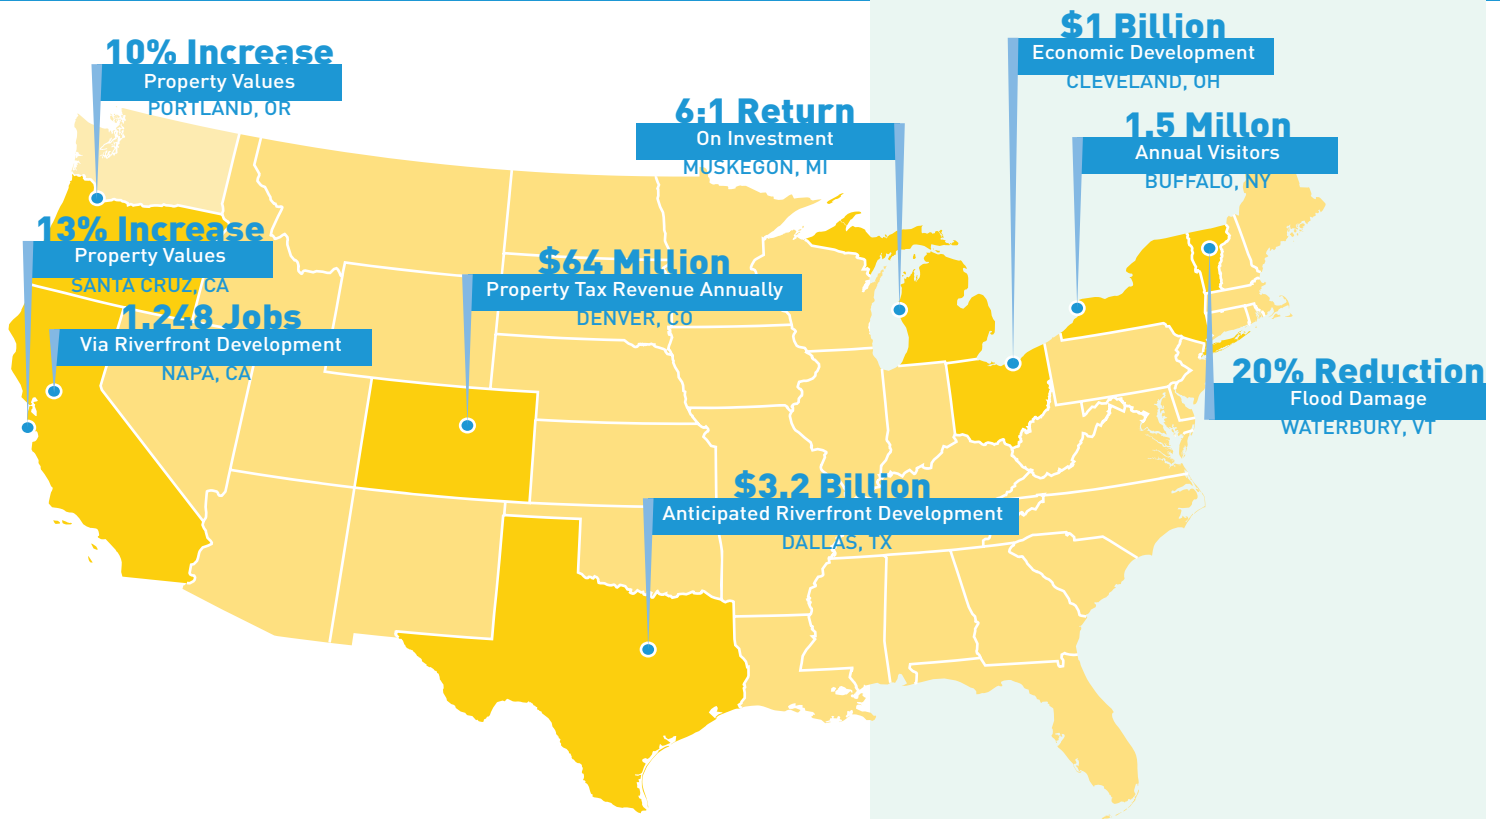 10% Increase
Property Values
PORTLAND, OR
$1 Billion
Economic Development
CLEVELAND, OH
6:1 Return
On Investment
MUSKEGON, MI
1.5 Millon
Annual Visitors
BUFFALO, NY
13% Increase
Property Values
SANTA CRUZ, CA
$64 Million
Property Tax Revenue Annually
DENVER, CO
1,248 Jobs
Via Riverfront Development
NAPA, CA
20% Reduction
Flood Damage
WATERBURY, VT
$3.2 Billion
Anticipated Riverfront Development
DALLAS, TX